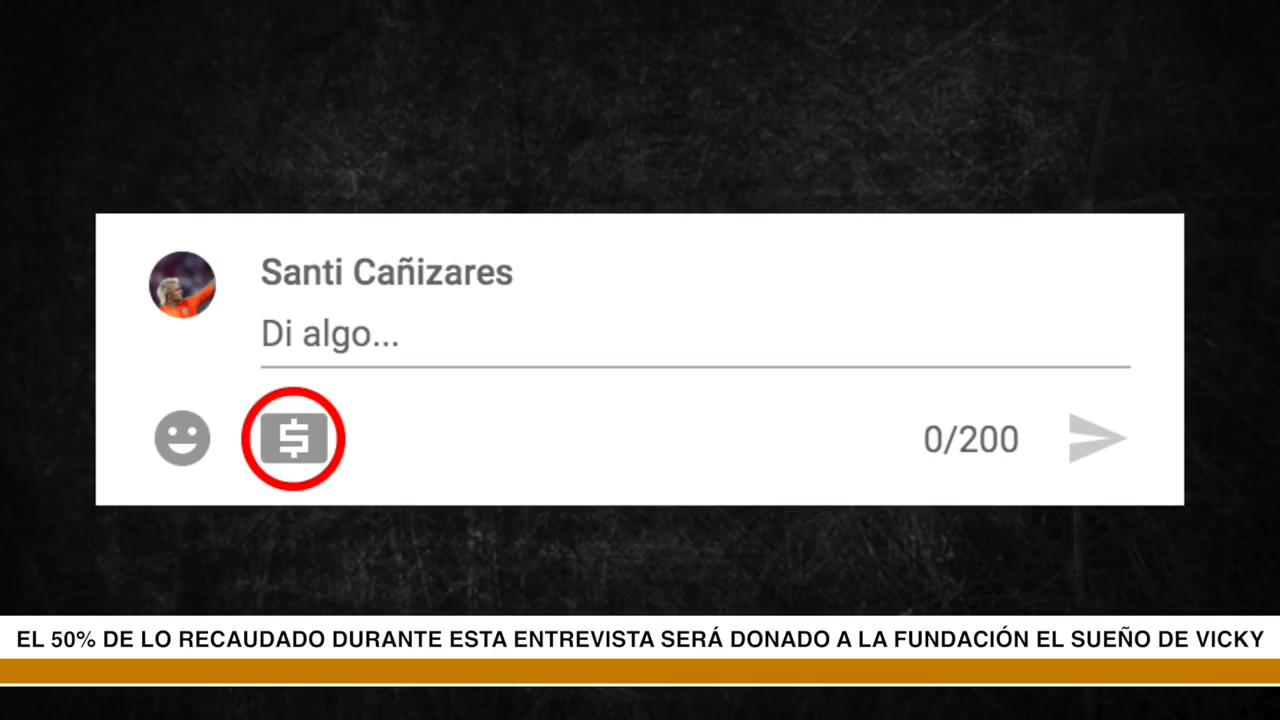 Santi Cañizares
Di algo...
$
0/200
EL 50% DE LO RECAUDADO DURANTE ESTA ENTREVISTA SERÁ DONADO A LA FUNDACIÓN EL SUEÑO DE VICKY